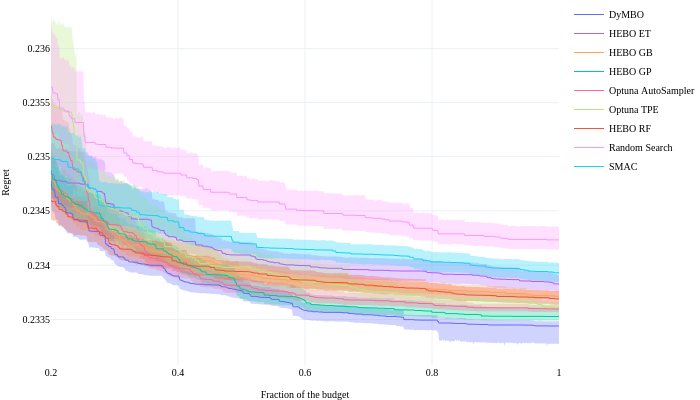 0.236
0.2355
0.235
0.2345
0.234
0.2335
Regret
0.2
0.4
0.6
0.8
1
Fraction of the budget
DyMBO
HEBO ET
HEBO GB
HEBO GP
Optuna AutoSampler
Optuna TPE
HEBO RF
Random Search
SMAC